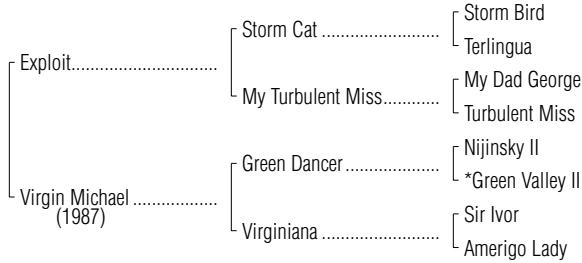 Storm Bird
Storm Cat ........................
Terlingua
Exploit..............................
My Dad George
My Turbulent Miss.............
Turbulent Miss
Nijinsky II
Green Dancer ...................
*Green Valley II
Virgin Michael .................
(1987)
Sir Ivor
Virginiana ........................
Amerigo Lady